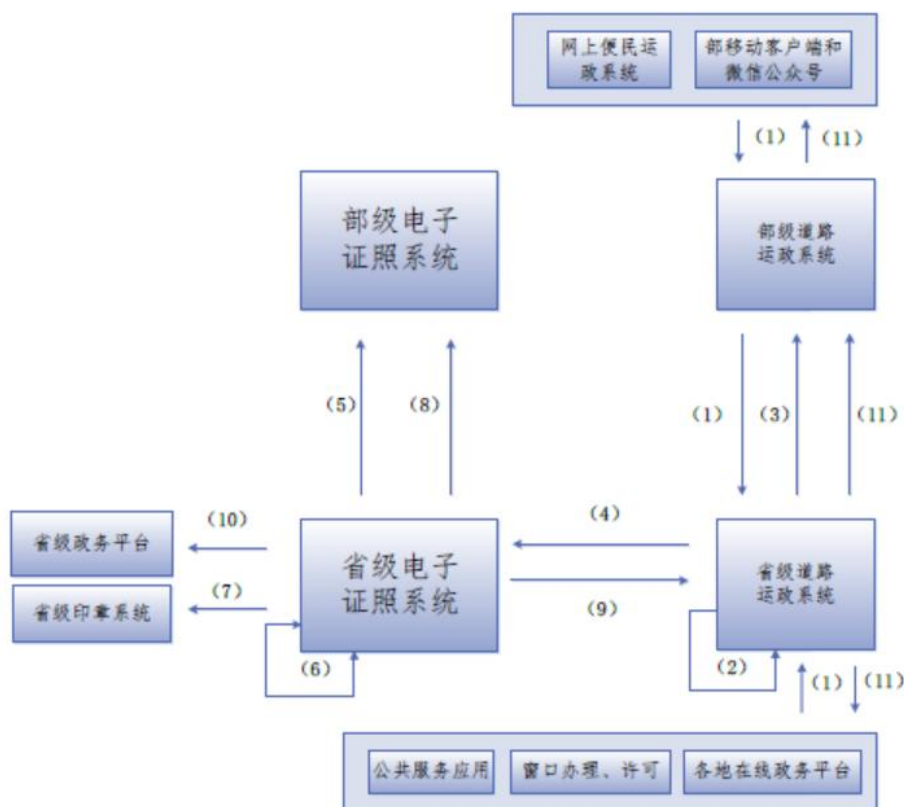 网上便民运
政系统
部移动客户端和
微信公众号
（1）
（11）
部级电子
证照系统
部级道路
运政系统
（5）
（8）
（1）
（3）
（11）
（10）
（4）
省级政务平台
省级电子
证照系统
省级道路
运政系统
（7）
（9）
省级印章系统
（6）
（2）
（1）
（11）
公共服务应用
窗口办理、许可
各地在线政务平台